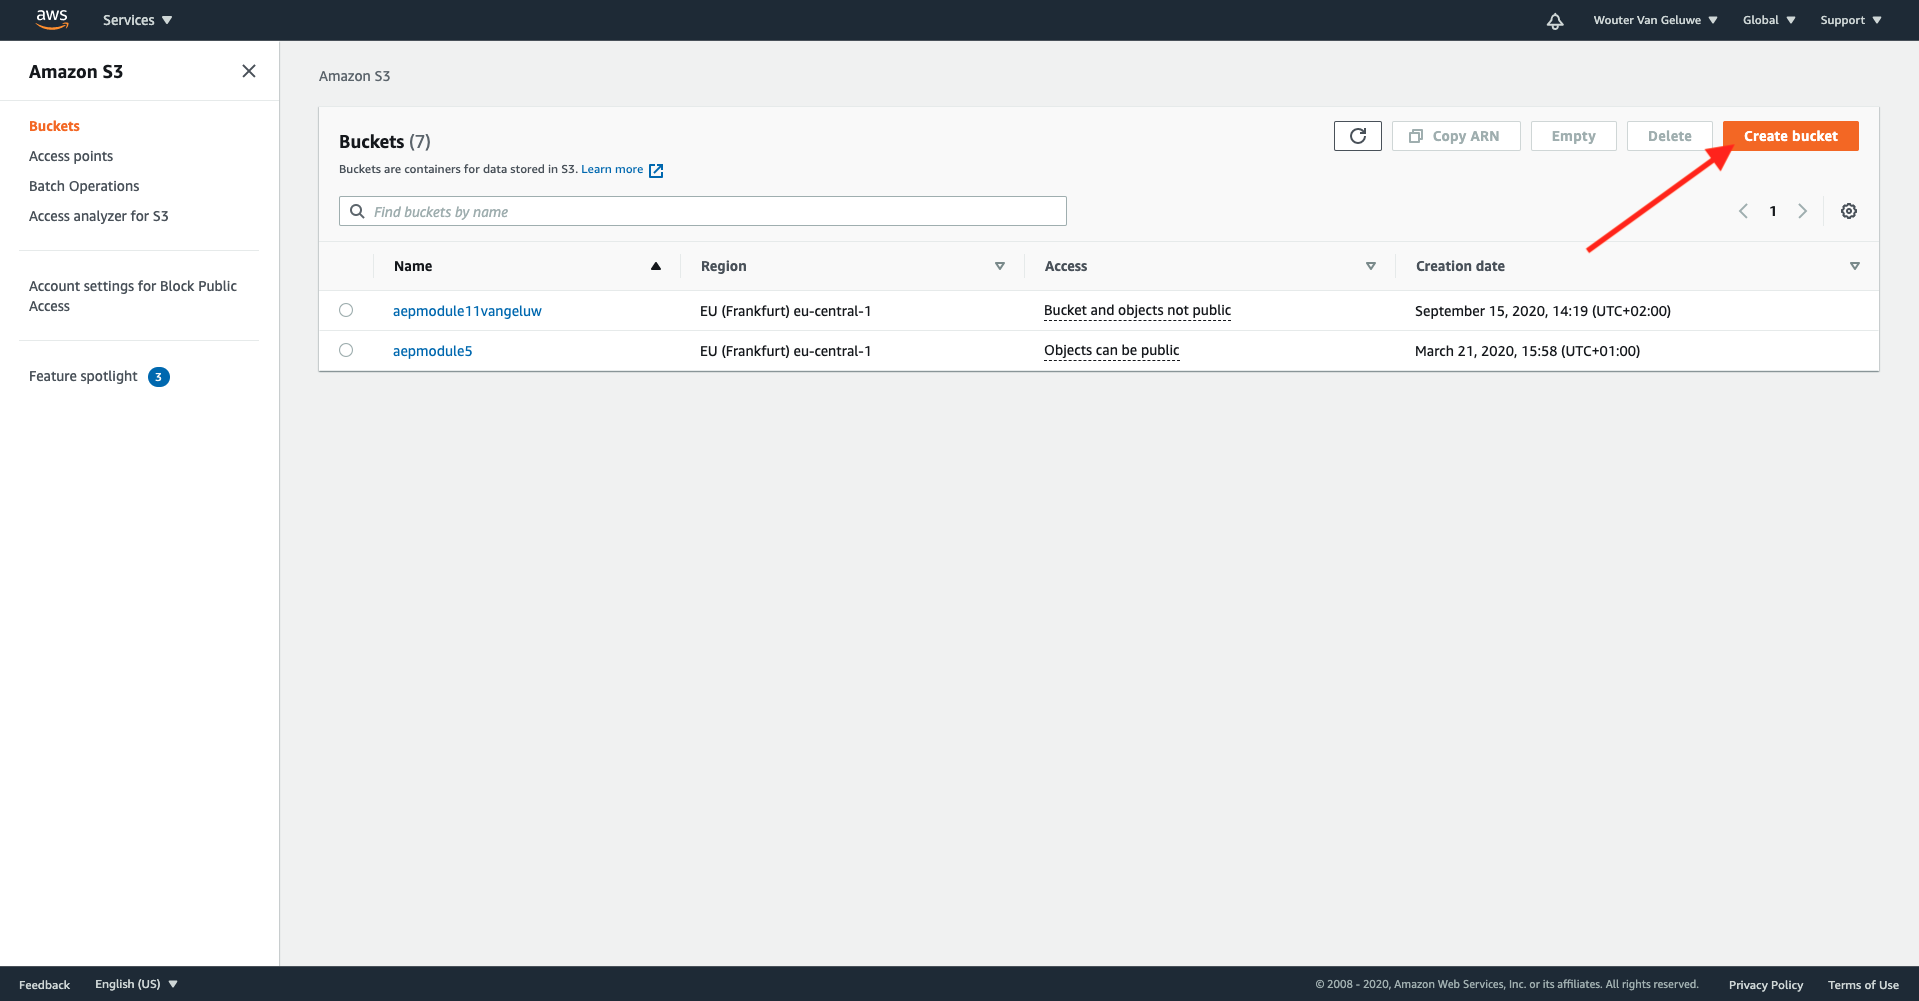 aws
Services
Wouter Van Geluwe
Global
Support
Amazon S3
Buckets
Access points
Batch Operations
Access analyzer for S3
Account settings for Block Public
Access
Feature spotlight 3
Amazon S3
Buckets (7)
Buckets are containers for data stored in S3. Learn more
Copy ARN
Empty
Delete
Create bucket
Find buckets by name
1
Name Region Access Creation date
aepmodule11vangeluw EU (Frankfurt) eu-central-1 Bucket and objects not public September 15, 2020, 14:19 (UTC+02:00)
aepmodule5 EU (Frankfurt) eu-central-1 Objects can be public March 21, 2020, 15:58 (UTC+01:00)
Feedback English (US) © 2008 - 2020, Amazon Web Services, Inc. or its affiliates. All rights reserved. Privacy Policy Terms of Use